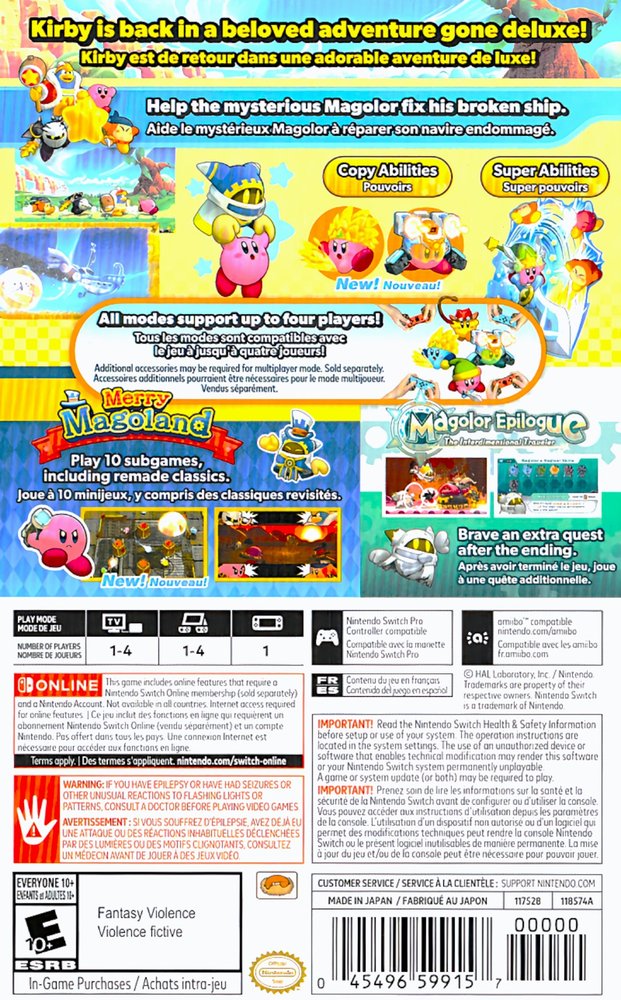 Kirby is back in a beloved adventure gone deluxe!
Kirby est de retour dans une adorable aventure de luxe!
Help the mysterious Magolor fix his broken ship.
Aide le mystérieux Magolor à réparer son navire endommagé.
Copy Abilities
Pouvoirs
Super Abilities
Super pouvoirs
New! Nouveau!
All modes support up to four players!
Tous les modes sont compatibles avec
le jeu à jusqu'à quatre joueurs!
Additional accessories may be required for multiplayer mode. Sold separately.
Accessoires additionnels pourraient être nécessaires pour le mode multijoueur.
Vendus séparément.
Merry
Magoland
Play 10 subgames,
including remade classics.
Joue à 10 minijeux, y compris des classiques revisités.
New! Nouveau!
Magolor Epilogue
The Interdimensional Traveler
Brave an extra quest
after the ending.
Après avoir terminé le jeu, joue
à une quête additionnelle.
PLAY MODE
MODE DE JEU
TV
NUMBER OF PLAYERS
NOMBRE DE JOUEURS
1-4
1-4
1
Nintendo Switch Pro
Controller compatible
Compatible avec la manette
Nintendo Switch Pro
amiibo™ compatible
nintendo.com/amiibo
Compatible avec les amiibo
fr.amiibo.com
FR
ES
Contenu du jeu en français
Contenido del juego en español
© HAL Laboratory, Inc. / Nintendo
Trademarks are property of their
respective owners. Nintendo Switch
is a trademark of Nintendo.
ONLINE
This game includes online features that require a
Nintendo Switch Online membership (sold separately)
and a Nintendo Account. Not available in all countries. Internet access required
for online features. | Ce jeu inclut des fonctions en ligne qui requièrent un
abonnement Nintendo Switch Online (vendu séparément) et un compte
Nintendo. Pas offert dans tous les pays. Une connexion Internet est
nécessaire pour accéder aux fonctions en ligne.
Terms apply. | Des termes s'appliquent. nintendo.com/switch-online
WARNING: IF YOU HAVE EPILEPSY OR HAVE HAD SEIZURES OR
OTHER UNUSUAL REACTIONS TO FLASHING LIGHTS OR
PATTERNS, CONSULT A DOCTOR BEFORE PLAYING VIDEO GAMES
AVERTISSEMENT : SI VOUS SOUFFREZ D'ÉPILEPSIE, AVEZ DÉJÀ EU
UNE ATTAQUE OU DES RÉACTIONS INHABITUELLES DÉCLENCHÉES
PAR DES LUMIÈRES OU DES MOTIFS CLIGNOTANTS, CONSULTEZ
UN MÉDECIN AVANT DE JOUER À DES JEUX VIDÉO.
IMPORTANT! Read the Nintendo Switch Health & Safety Information
before setup or use of your system. The operation instructions are
located in the system settings. The use of an unauthorized device or
software that enables technical modification may render this software
or your Nintendo Switch system permanently unplayable.
A game or system update (or both) may be required to play.
IMPORTANT! Prenez soin de lire les informations sur la santé et la
sécurité de la Nintendo Switch avant de configurer ou d'utiliser la console.
Vous pouvez accéder aux instructions d'utilisation depuis les paramètres
de la console. L'utilisation d'un dispositif non autorisé ou d'un logiciel qui
permet des modifications techniques peut rendre la console Nintendo
Switch ou le présent logiciel inutilisables de manière permanente. La mise
à jour du jeu et/ou de la console peut être nécessaire pour pouvoir jouer.
EVERYONE 10+
ENFANTS et ADULTES 10+
E
10+
ESRB
Fantasy Violence
Violence fictive
In-Game Purchases / Achats intra-jeu
Official
Nintendo
Seal
CUSTOMER SERVICE / SERVICE À LA CLIENTÈLE : SUPPORT.NINTENDO.COM
MADE IN JAPAN / FABRIQUÉ AU JAPON
117528
118574A
00000
0 45496 59915 7